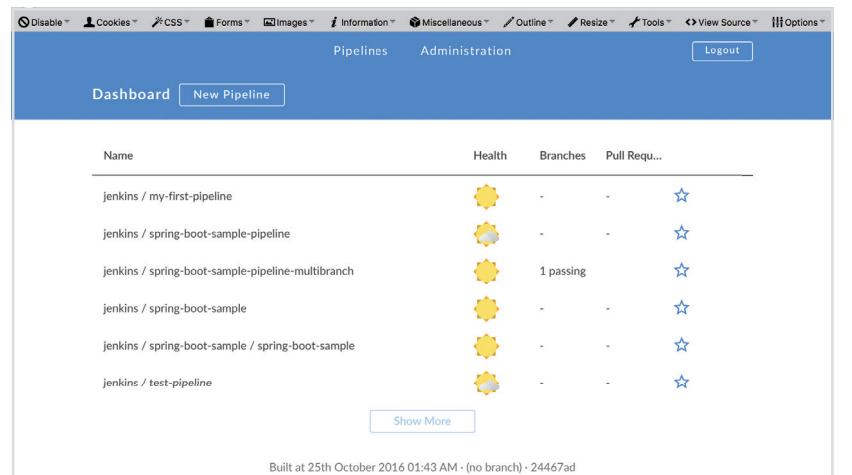 Disable Cookies CSS Forms Images Information Miscellaneous Outline Resize Tools View Source Options
Pipelines Administration Logout
Dashboard New Pipeline
Name Health Branches Pull Requ...
jenkins / my-first-pipeline - -
jenkins / spring-boot-sample-pipeline - -
jenkins / spring-boot-sample-pipeline-multibranch 1 passing
jenkins / spring-boot-sample - -
jenkins / spring-boot-sample / spring-boot-sample - -
jenkins / test-pipeline - -
Show More
Built at 25th October 2016 01:43 AM · (no branch) · 24467ad